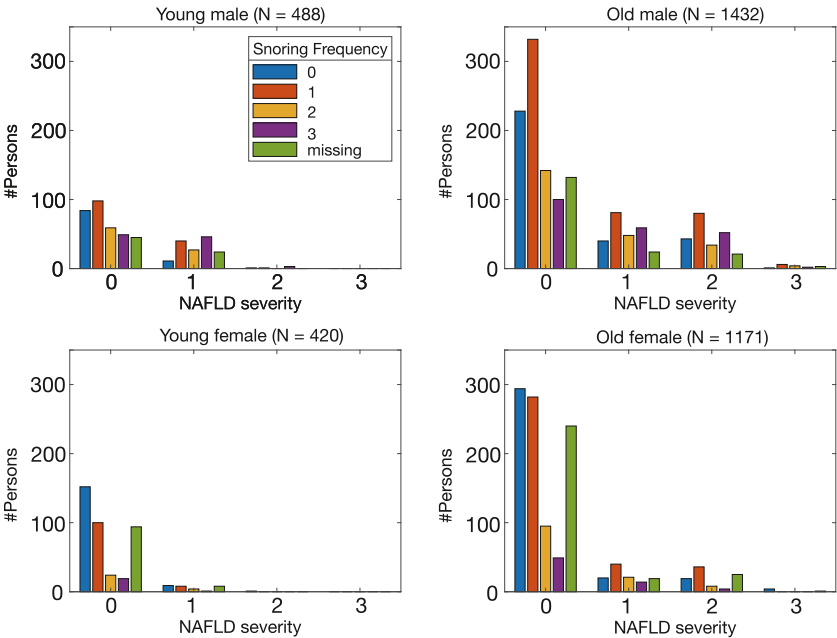 Young male (N = 488)
#Persons
300
200
100
0
Snoring Frequency
0
1
2
3
missing
0 1 2 3
NAFLD severity
Old male (N = 1432)
#Persons
300
200
100
0
0 1 2 3
NAFLD severity
Young female (N = 420)
#Persons
300
200
100
0
0 1 2 3
NAFLD severity
Old female (N = 1171)
#Persons
300
200
100
0
0 1 2 3
NAFLD severity